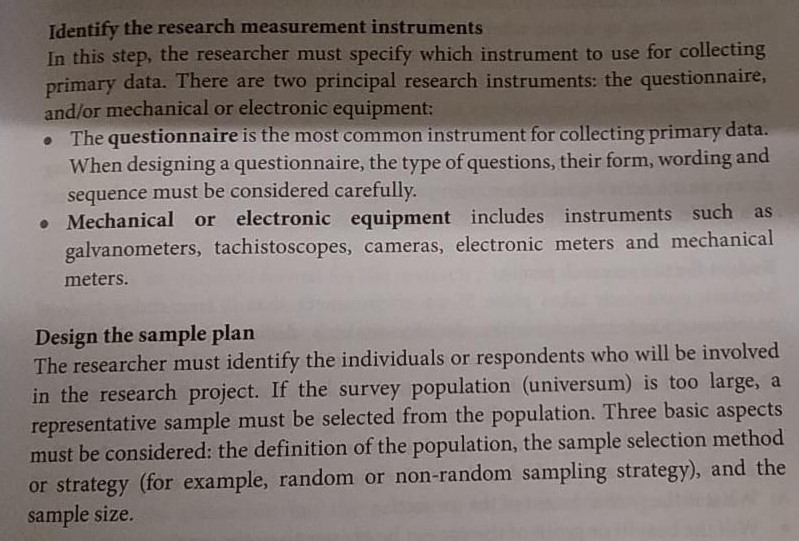 Identify the research measurement instruments
In this step, the researcher must specify which instrument to use for collecting
primary data. There are two principal research instruments: the questionnaire,
and/or mechanical or electronic equipment:
• The questionnaire is the most common instrument for collecting primary data.
When designing a questionnaire, the type of questions, their form, wording and
sequence must be considered carefully.
• Mechanical or electronic equipment includes instruments such as
galvanometers, tachistoscopes, cameras, electronic meters and mechanical
meters.
Design the sample plan
The researcher must identify the individuals or respondents who will be involved
in the research project. If the survey population (universum) is too large, a
representative sample must be selected from the population. Three basic aspects
must be considered: the definition of the population, the sample selection method
or strategy (for example, random or non-random sampling strategy), and the
sample size.